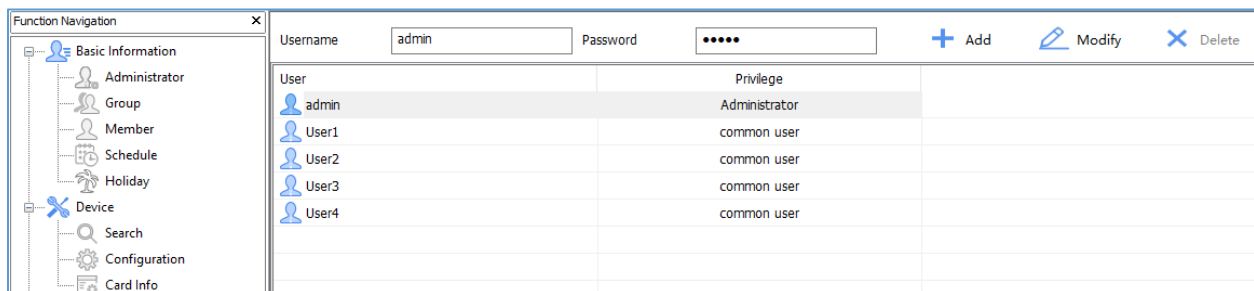 Function Navigation X
Basic Information
Administrator
Group
Member
Schedule
Holiday
Device
Search
Configuration
Card Info
Username admin Password ••••• Add Modify Delete
User Privilege
admin Administrator
User1 common user
User2 common user
User3 common user
User4 common user